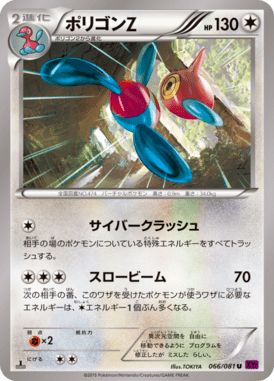 2進化
ポリゴンZ
HP130
ポリゴン2から進化
全国図鑑NO.474 バーチャルポケモン 高さ:0.9m 重さ:34.0kg
サイバークラッシュ
相手の場のポケモンについている特殊エネルギーをすべてトラッ
シュする。
スロービーム 70
次の相手の番、このワザを受けたポケモンがワザを使うためのエネ
ルギーは、エネルギー1個ぶん多くなる。
弱点
×2
抵抗力
にげる
異次元空間を 自由に
移動できるように プログラムを
修正したが、ミスが あったらしい。
©2015 Pokémon/Nintendo/Creatures/GAME FREAK.
Illus.TOKIYA
066/081 U